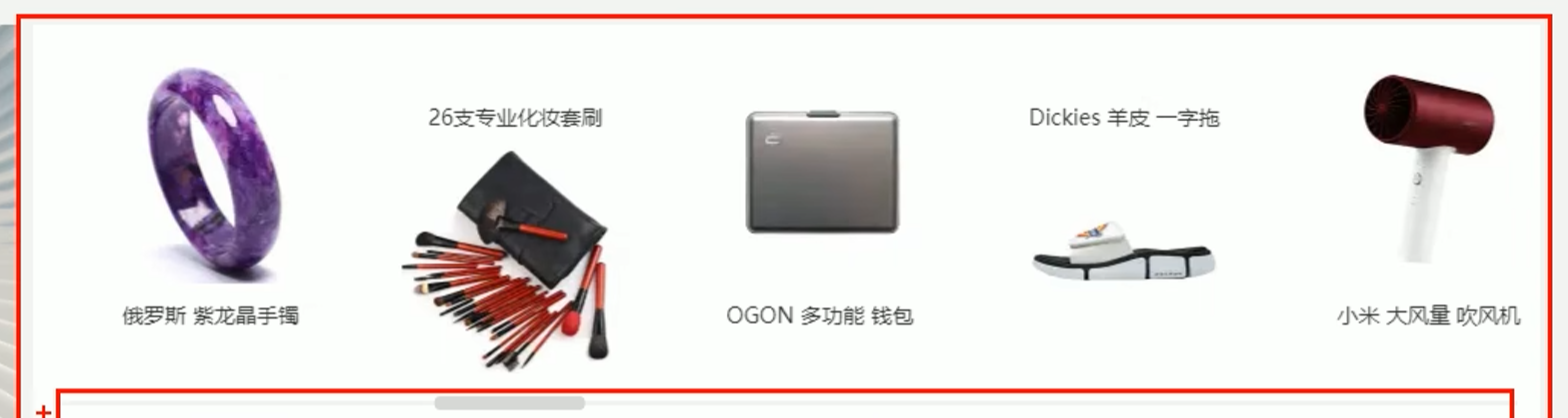 26支专业化妆套刷
Dickies 羊皮 一字拖
俄罗斯 紫龙晶手镯
OGON 多功能 钱包
小米 大风量 吹风机
+